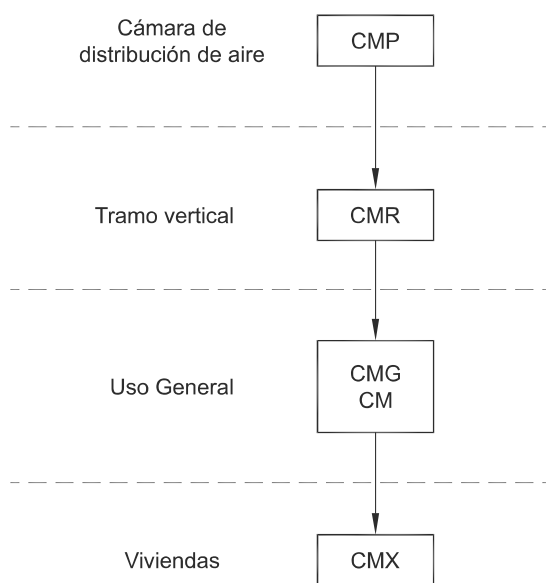 Cámara de
distribución de aire
CMP
Tramo vertical
CMR
Uso General
CMG
CM
Viviendas
CMX